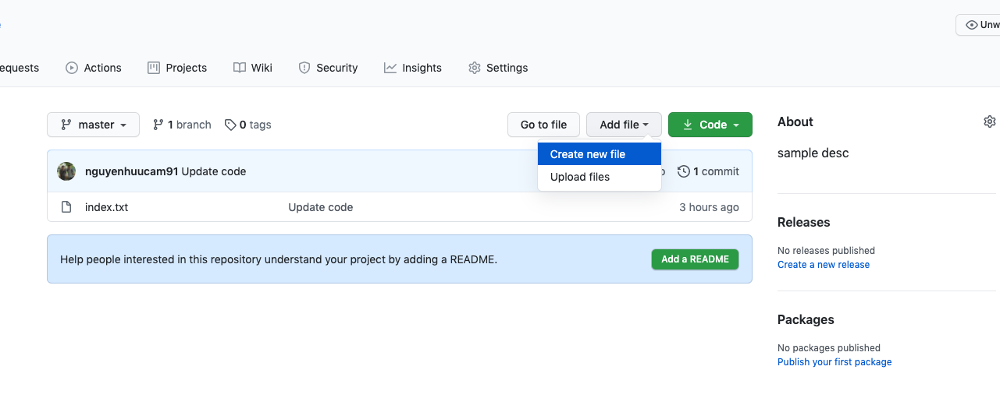 Actions Projects Wiki Security Insights Settings
master 1 branch 0 tags Go to file Add file Code
Create new file
Upload files
nguyenhuucam91 Update code 1 commit
index.txt Update code 3 hours ago
Help people interested in this repository understand your project by adding a README. Add a README
About
sample desc
Releases
No releases published
Create a new release
Packages
No packages published
Publish your first package